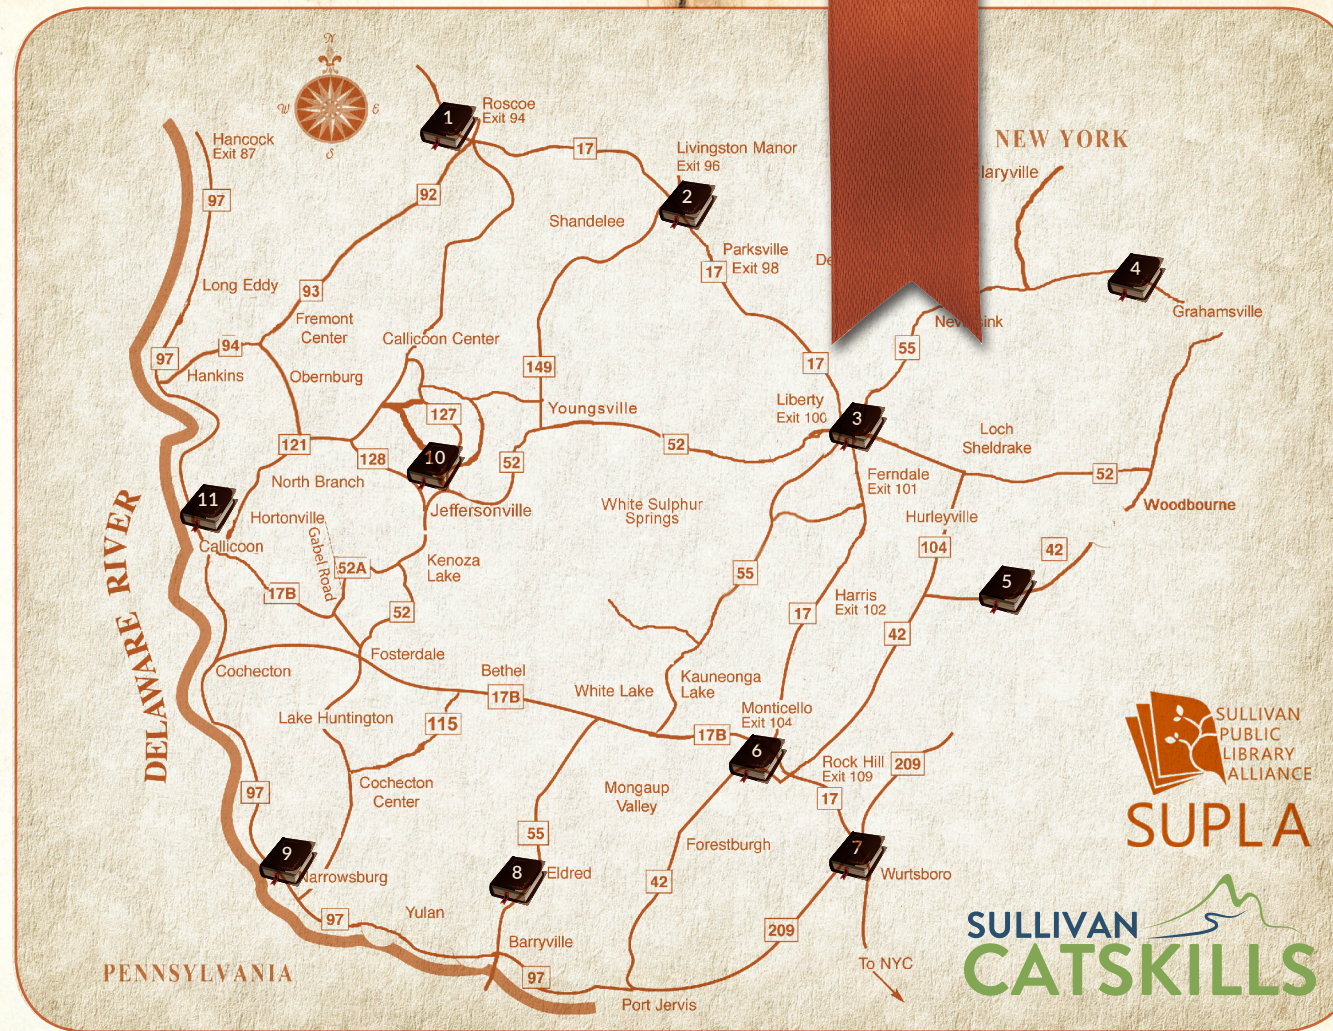 N
W
E
S
1
Roscoe
Exit 94
Hancock
Exit 87
17
Livingston Manor
Exit 96
NEW YORK
laryville
97
92
2
Shandelee
Parksville
Exit 98
17
De
4
Grahamsville
Long Eddy
93
Fremont
Center
Nev sink
Callicoon Center
94
97
Hankins
Obernburg
149
17
55
127
Youngsville
Liberty
Exit 100
3
Loch
Sheldrake
121
128
10
52
52
52
North Branch
Ferndale
Exit 101
11
Hortonville
Jeffersonville
White Sulphur
Springs
Hurleyville
Woodbourne
DELAWARE RIVER
Callicoon
Gabel Road
52A
Kenoza
Lake
104
42
55
5
17B
52
17
Harris
Exit 102
42
Cochecton
Fosterdale
Bethel
17B
White Lake
Kauneonga
Lake
Lake Huntington
115
Monticello
Exit 104
17B
6
Rock Hill
Exit 109
209
SULLIVAN
PUBLIC
LIBRARY
ALLIANCE
SUPLA
97
Cochecton
Center
Mongaup
Valley
17
55
Forestburgh
9
Narrowsburg
8
Eldred
42
7
Wurtsboro
97
Yulan
Barryville
209
To NYC
97
Port Jervis
PENNSYLVANIA
SULLIVAN
CATSKILLS